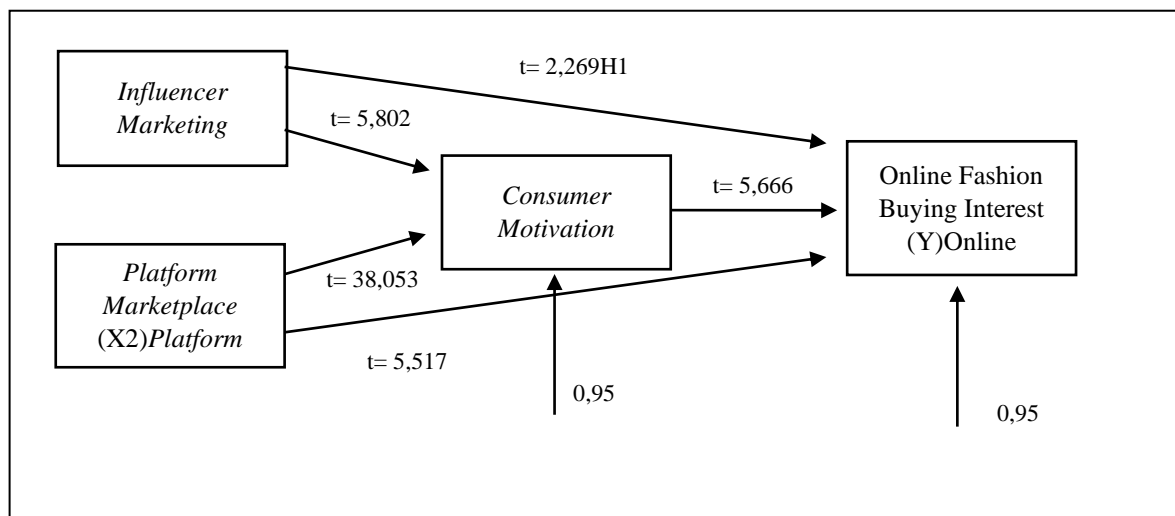 Influencer
Marketing
t= 2,269H1
t= 5,802
Consumer
Motivation
t= 5,666
Online Fashion
Buying Interest
(Y)Online
Platform
Marketplace
(X2)Platform
t= 38,053
t= 5,517
0,95
0,95